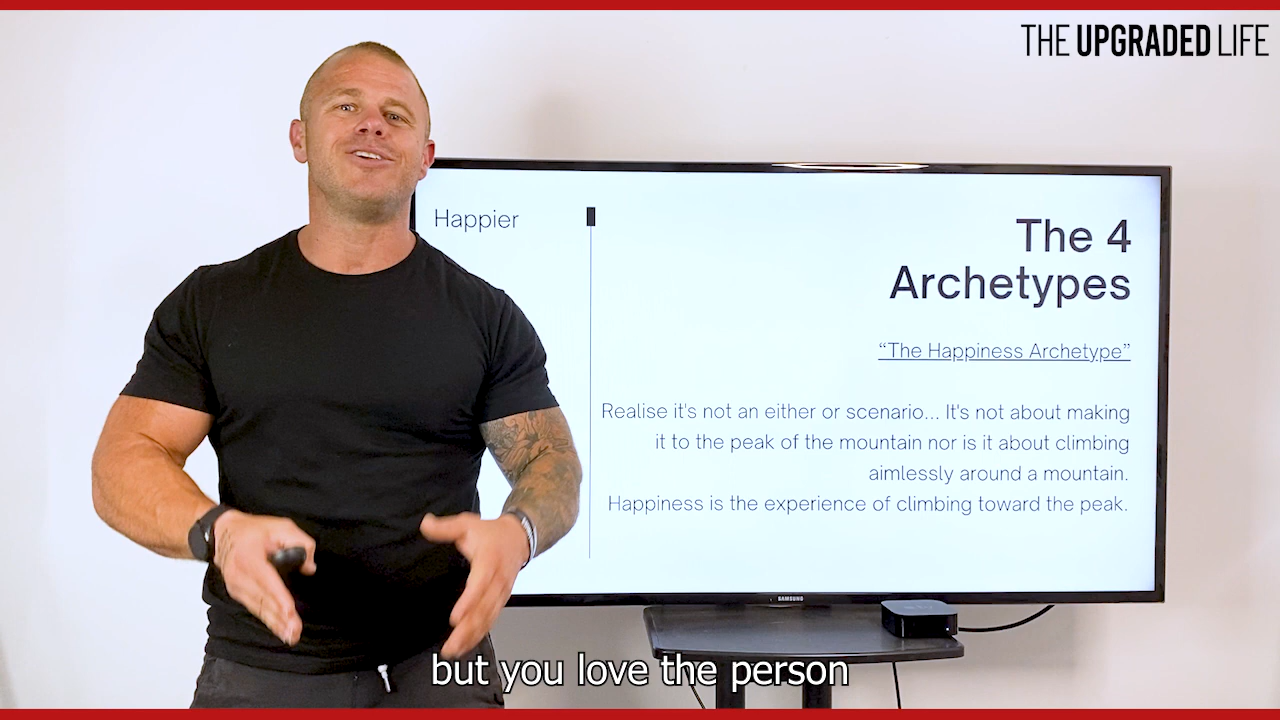 THE UPGRADED LIFE
Happier
The 4
Archetypes
“The Happiness Archetype”
Realise it's not an either or scenario... It's not about making
it to the peak of the mountain nor is it about climbing
aimlessly around a mountain.
Happiness is the experience of climbing toward the peak.
SAMSUNG
but you love the person